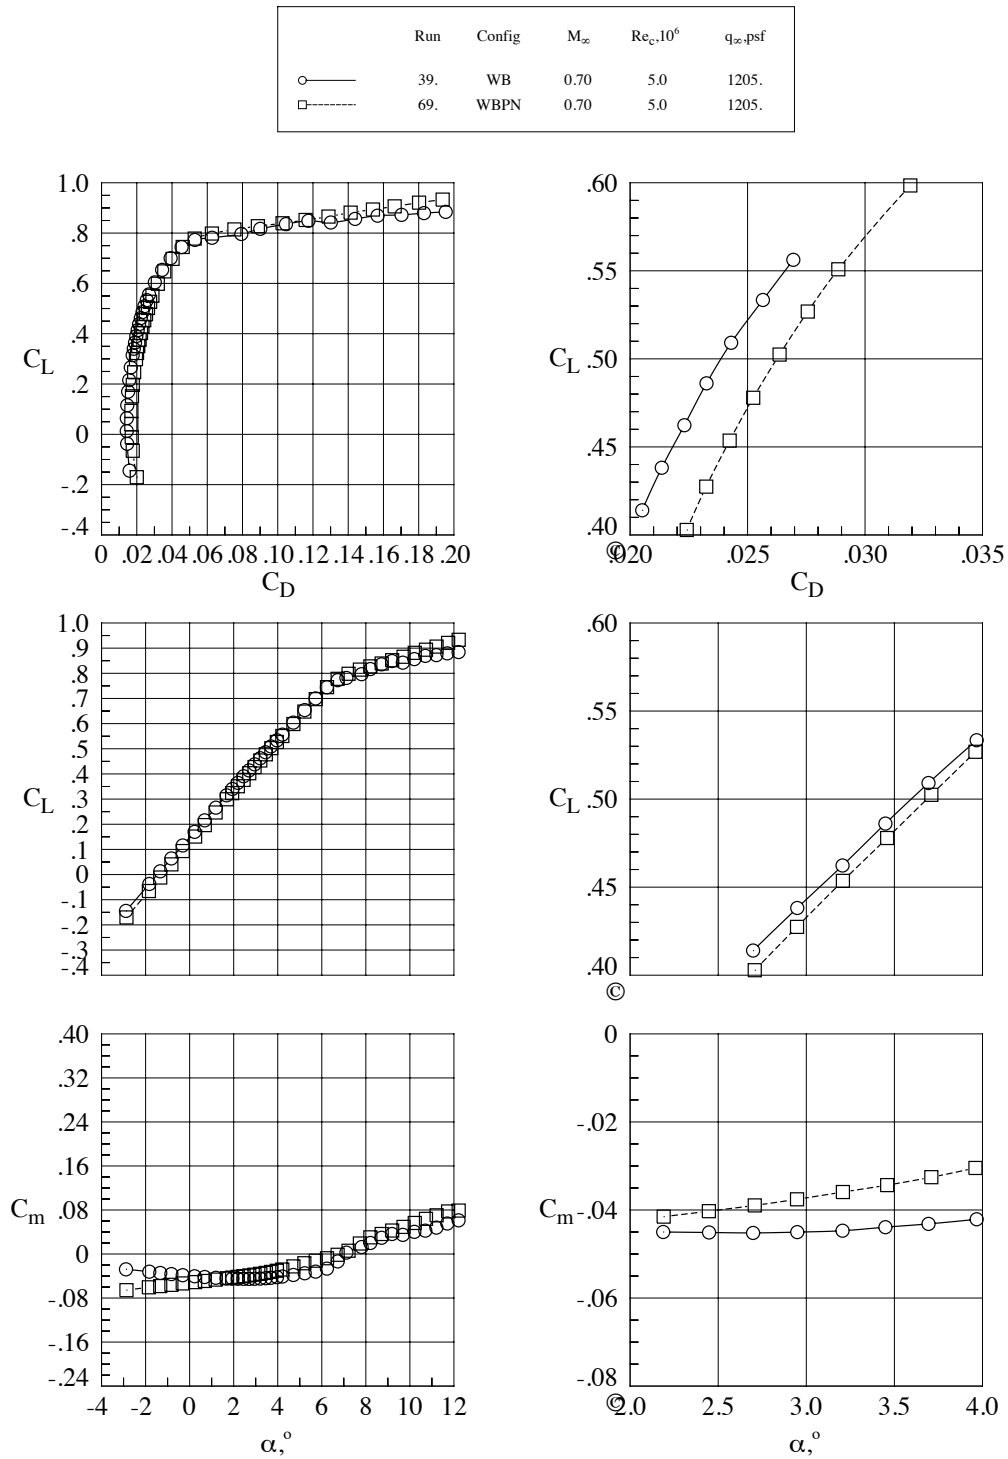 Run Config M∞ Re_c,10⁶ q∞,psf
39. WB 0.70 5.0 1205.
69. WBPN 0.70 5.0 1205.
1.0
.8
.6
.4
C_L
.2
0
-.2
-.4
0 .02 .04 .06 .08 .10 .12 .14 .16 .18 .20
C_D
.60
.55
C_L .50
.45
.40
© .020 .025 .030 .035
C_D
1.0
.9
.8
.7
.6
.5
.4
C_L .3
.2
.1
0
-.1
-.2
-.3
-.4
.60
.55
C_L .50
.45
.40
©
.40
.32
.24
.16
C_m .08
0
-.08
-.16
-.24
-4 -2 0 2 4 6 8 10 12
α,°
0
-.02
C_m -.04
-.06
-.08
© 2.0 2.5 3.0 3.5 4.0
α,°